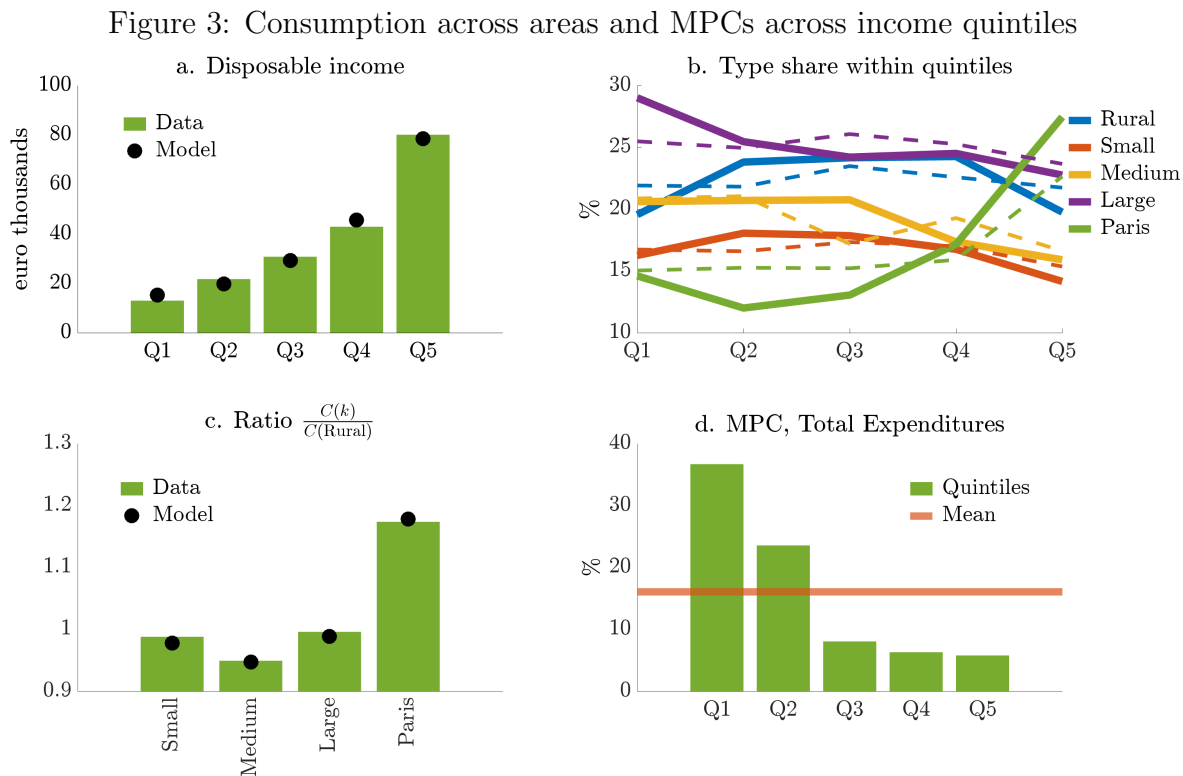 Figure 3: Consumption across areas and MPCs across income quintiles
a. Disposable income
euro thousands
100
80
60
40
20
0
Data
Model
Q1 Q2 Q3 Q4 Q5
b. Type share within quintiles
%
30
25
20
15
10
Rural
Small
Medium
Large
Paris
Q1 Q2 Q3 Q4 Q5
c. Ratio C(k)/C(Rural)
1.3
1.2
1.1
1
0.9
Data
Model
Small Medium Large Paris
d. MPC, Total Expenditures
%
40
30
20
10
0
Quintiles
Mean
Q1 Q2 Q3 Q4 Q5